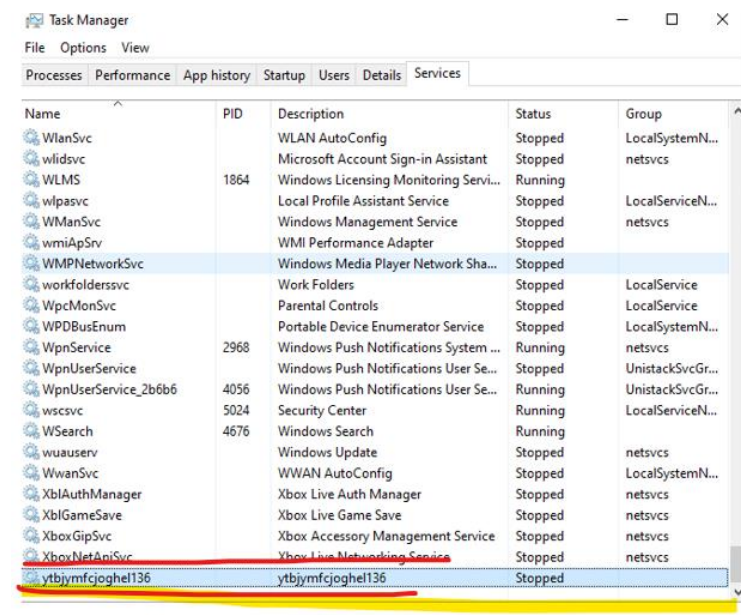 Task Manager
File Options View
Processes Performance App history Startup Users Details Services
Name PID Description Status Group
WlanSvc WLAN AutoConfig Stopped LocalSystemN...
wlidsvc Microsoft Account Sign-in Assistant Stopped netsvcs
WLMS 1864 Windows Licensing Monitoring Servi... Running
wlpasvc Local Profile Assistant Service Stopped LocalServiceN...
WManSvc Windows Management Service Stopped netsvcs
wmiApSrv WMI Performance Adapter Stopped
WMPNetworkSvc Windows Media Player Network Sha... Stopped
workfolderssvc Work Folders Stopped LocalService
WpcMonSvc Parental Controls Stopped LocalService
WPDBusEnum Portable Device Enumerator Service Stopped LocalSystemN...
WpnService 2968 Windows Push Notifications System ... Running netsvcs
WpnUserService Windows Push Notifications User Se... Stopped UnistackSvcGr...
WpnUserService_2b6b6 4056 Windows Push Notifications User Se... Running UnistackSvcGr...
wscsvc 5024 Security Center Running LocalServiceN...
WSearch 4676 Windows Search Running
wuauserv Windows Update Stopped netsvcs
WwanSvc WWAN AutoConfig Stopped LocalSystemN...
XblAuthManager Xbox Live Auth Manager Stopped netsvcs
XblGameSave Xbox Live Game Save Stopped netsvcs
XboxGipSvc Xbox Accessory Management Service Stopped netsvcs
XboxNetApiSvc Xbox Live Networking Service Stopped netsvcs
ytbjymfcjoghel136 ytbjymfcjoghel136 Stopped